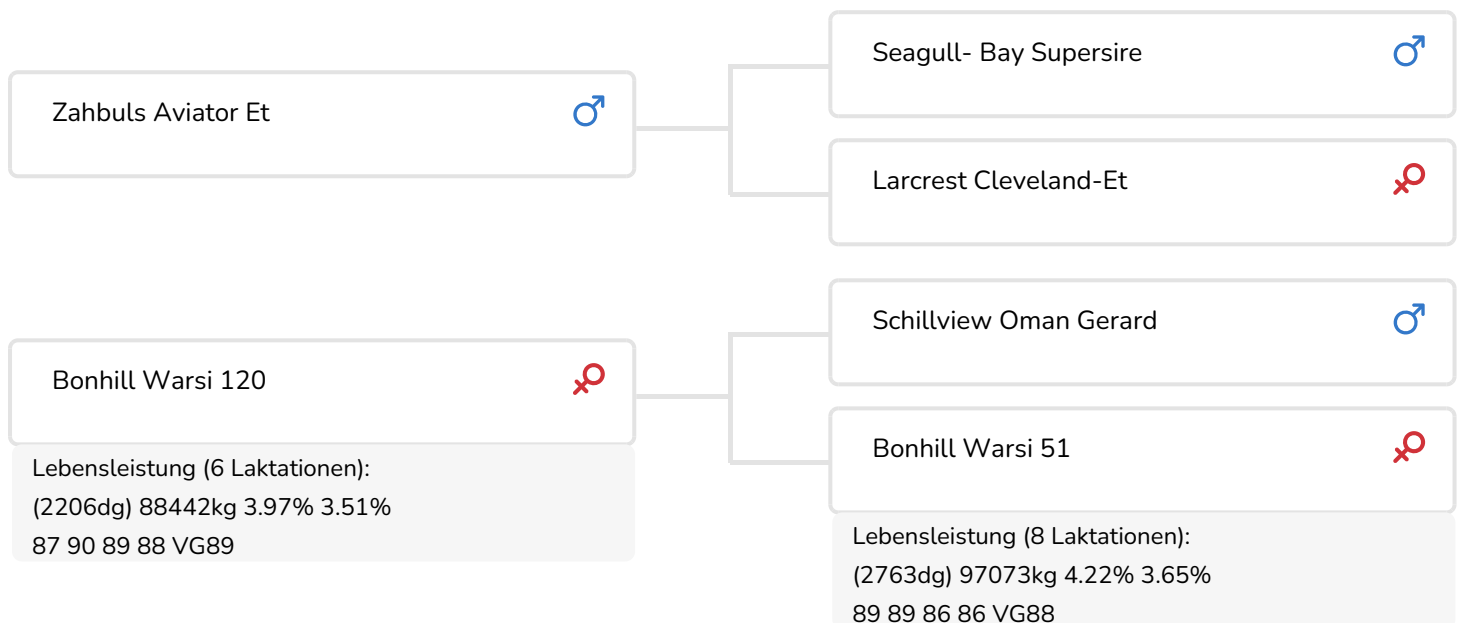 Zahbuls Aviator Et
Seagull- Bay Supersire
Larcrest Cleveland-Et
Bonhill Warsi 120
Lebensleistung (6 Laktationen):
(2206dg) 88442kg 3.97% 3.51%
87 90 89 88 VG89
Schillview Oman Gerard
Bonhill Warsi 51
Lebensleistung (8 Laktationen):
(2763dg) 97073kg 4.22% 3.65%
89 89 86 86 VG88